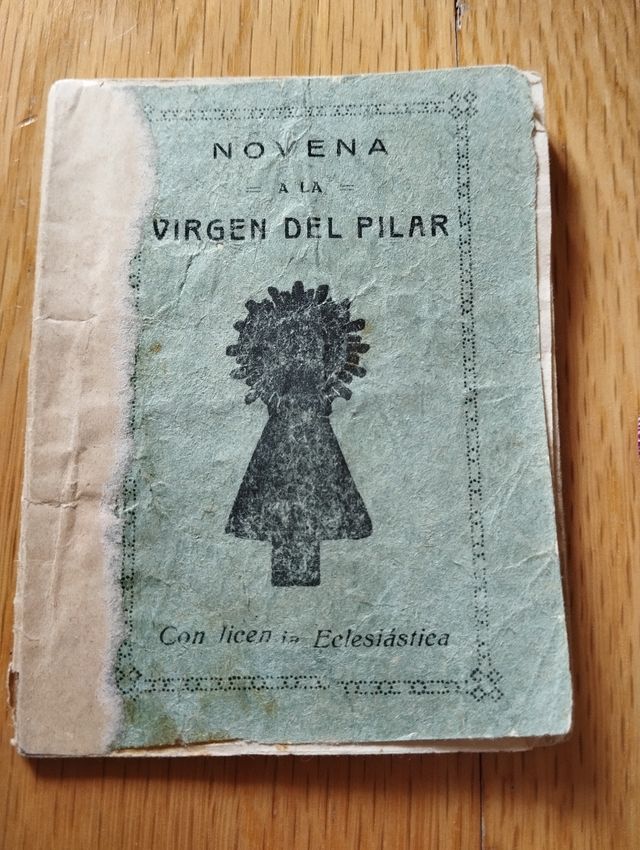 NOVENA
= A LA =
VIRGEN DEL PILAR
Con licen ia Eclesiástica